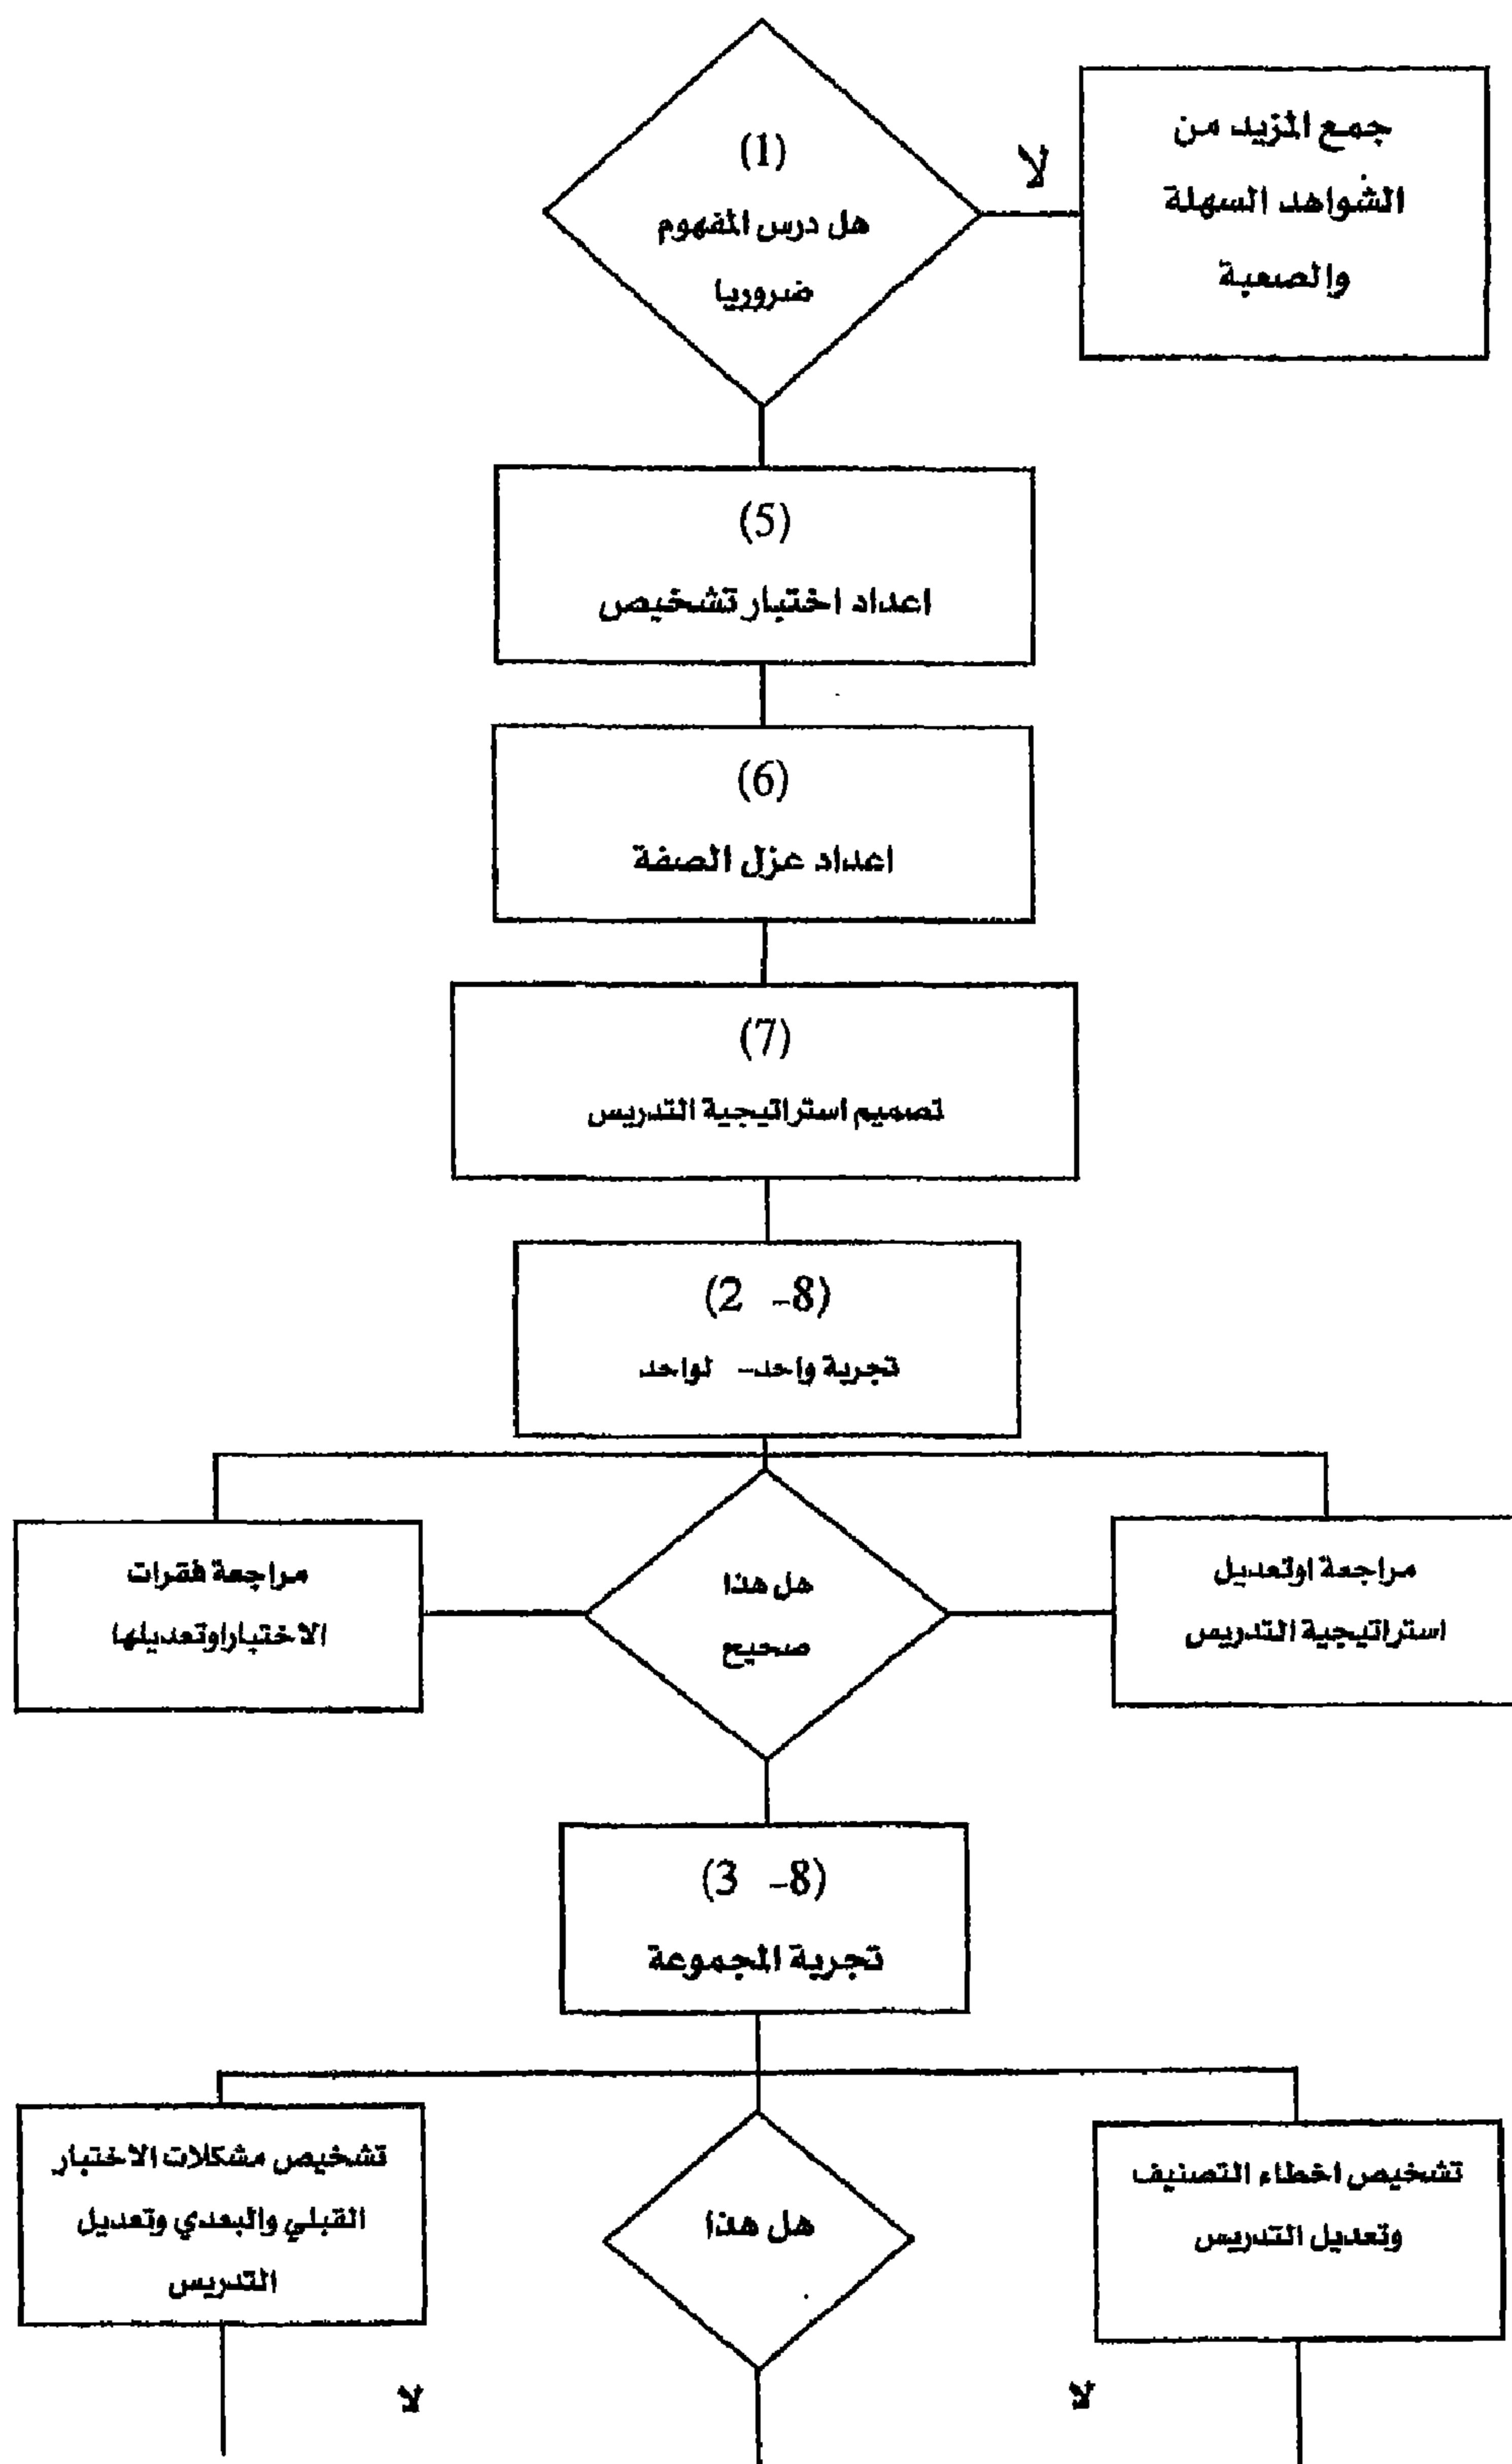 (1)
هل درس المفهوم
ضروريا
لا
جمع المزيد من
الشواهد السهلة
والصعبة
(5)
اعداد اختبار تشخيص
(6)
اعداد عزل الصفة
(7)
تصميم استراتيجية التدريس
(8- 2)
تجربة واحد- لواحد
مراجعة اوتعديل
استراتيجية التدريس
هل هذا
صحيح
مراجعة فقرات
الاختباراوتعديلها
(8- 3)
تجربة المجموعة
تشخيص اخطاء التصنيف
وتعديل التدريس
هل هذا
تشخيص مشكلات الاختبار
القبلي والبعدي وتعديل
التدريس
لا
لا